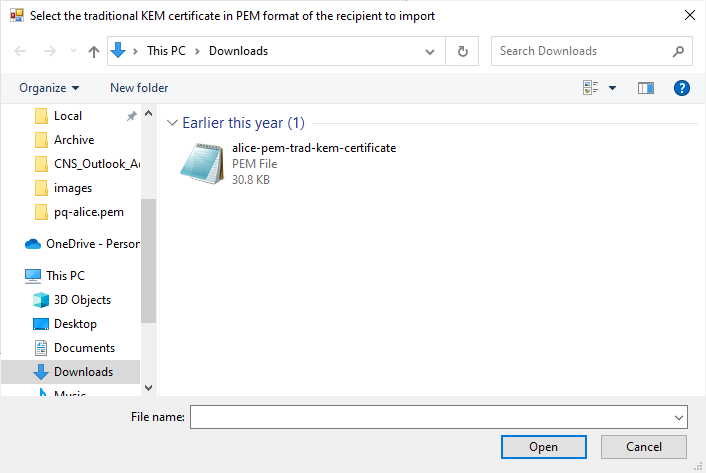 Select the traditional KEM certificate in PEM format of the recipient to import
This PC > Downloads
Search Downloads
Organize
New folder
Local
Archive
CNS_Outlook_A
images
pq-alice.pem
OneDrive - Person
This PC
3D Objects
Desktop
Documents
Downloads
Music
Earlier this year (1)
alice-pem-trad-kem-certificate
PEM File
30.8 KB
File name:
Open
Cancel